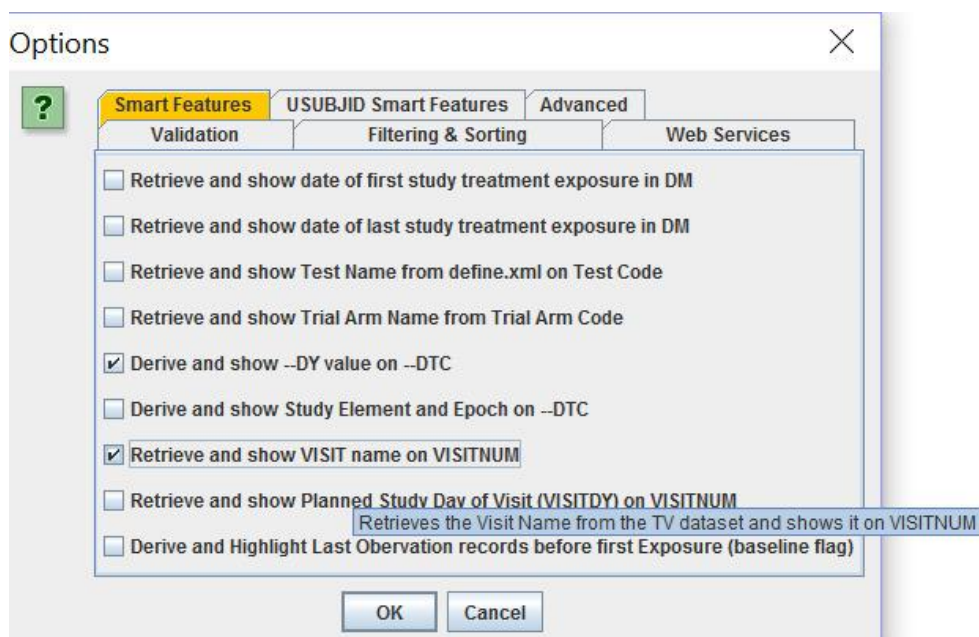 Options
?
Smart Features USUBJID Smart Features Advanced
Validation Filtering & Sorting Web Services
Retrieve and show date of first study treatment exposure in DM
Retrieve and show date of last study treatment exposure in DM
Retrieve and show Test Name from define.xml on Test Code
Retrieve and show Trial Arm Name from Trial Arm Code
Derive and show --DY value on --DTC
Derive and show Study Element and Epoch on --DTC
Retrieve and show VISIT name on VISITNUM
Retrieve and show Planned Study Day of Visit (VISITDY) on VISITNUM
Retrieves the Visit Name from the TV dataset and shows it on VISITNUM
Derive and Highlight Last Obervation records before first Exposure (baseline flag)
OK Cancel